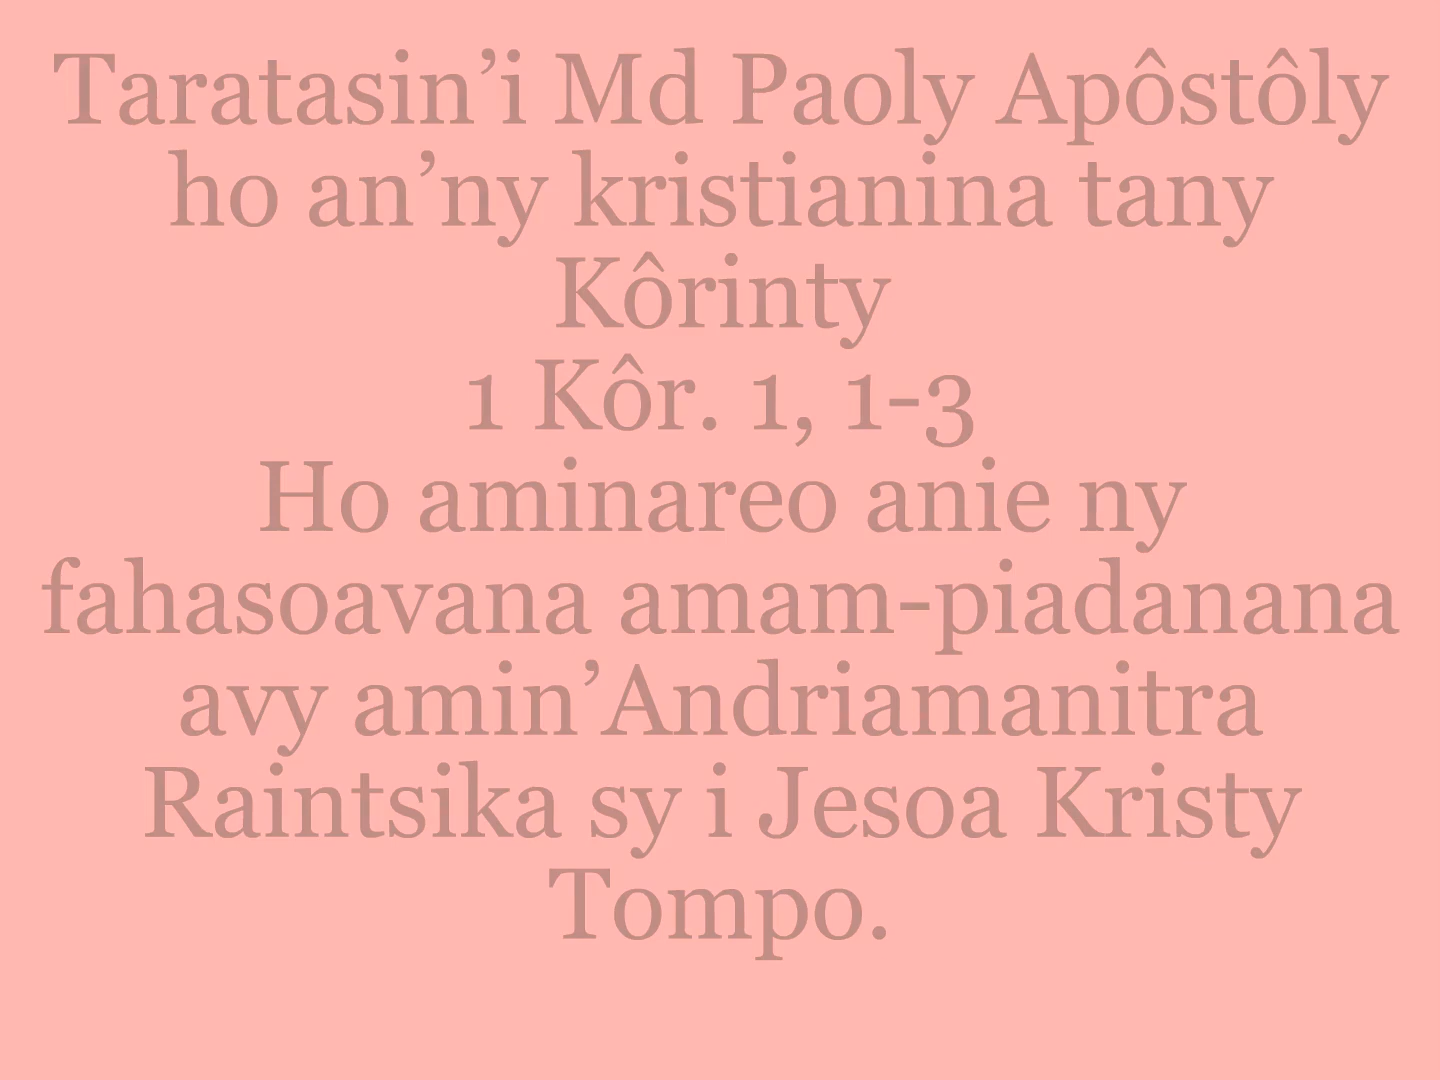 Taratasin’i Md Paoly Apôstôly
ho an’ny kristianina tany
Kôrinty
1 Kôr. 1, 1-3
Ho aminareo anie ny
fahasoavana amam-piadanana
avy amin’Andriamanitra
Raintsika sy i Jesoa Kristy
Tompo.